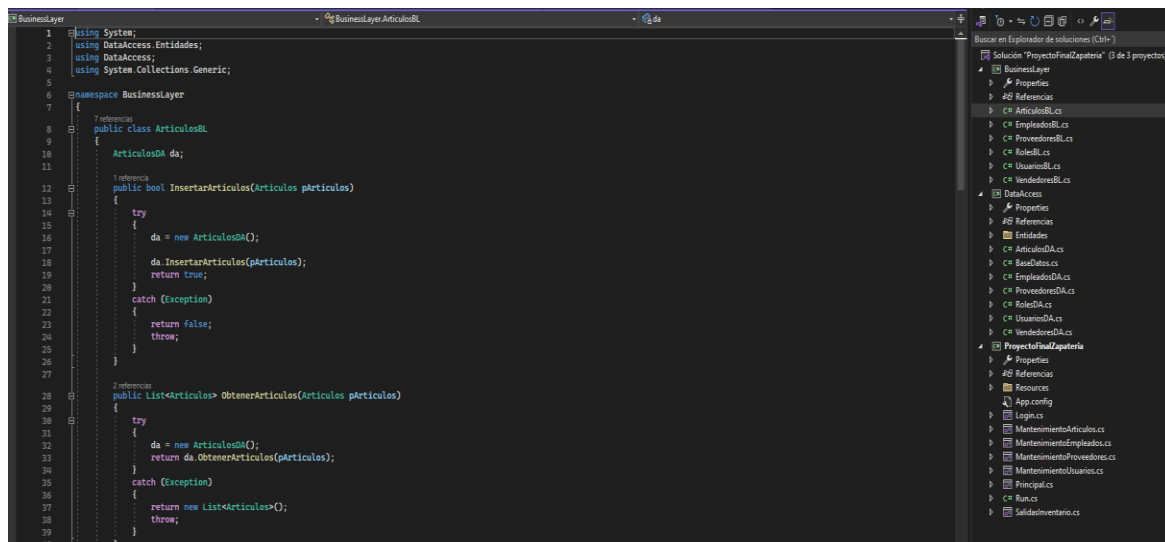 BusinessLayer
BusinessLayer.ArticulosBL
da
1 using System;
2 using DataAccess.Entidades;
3 using DataAccess;
4 using System.Collections.Generic;
5
6 namespace BusinessLayer
7 {
7 referencias
8 public class ArticulosBL
9 {
10 ArticulosDA da;
11
1 referencia
12 public bool InsertarArticulos(Articulos pArticulos)
13 {
14 try
15 {
16 da = new ArticulosDA();
17
18 da.InsertarArticulos(pArticulos);
19 return true;
20 }
21 catch (Exception)
22 {
23 return false;
24 throw;
25 }
26 }
27
2 referencias
28 public List<Articulos> ObtenerArticulos(Articulos pArticulos)
29 {
30 try
31 {
32 da = new ArticulosDA();
33 return da.ObtenerArticulos(pArticulos);
34 }
35 catch (Exception)
36 {
37 return new List<Articulos>();
38 throw;
39 }
Buscar en Explorador de soluciones (Ctrl+')
Solución "ProyectoFinalZapateria" (3 de 3 proyectos
BusinessLayer
Properties
Referencias
C# ArticulosBL.cs
C# EmpleadosBL.cs
C# ProveedoresBL.cs
C# RolesBL.cs
C# UsuariosBL.cs
C# VendedoresBL.cs
DataAccess
Properties
Referencias
Entidades
C# ArticulosDA.cs
C# BaseDatos.cs
C# EmpleadosDA.cs
C# ProveedoresDA.cs
C# RolesDA.cs
C# UsuariosDA.cs
C# VendedoresDA.cs
ProyectoFinalZapateria
Properties
Referencias
Resources
App.config
Login.cs
MantenimientoArticulos.cs
MantenimientoEmpleados.cs
MantenimientoProveedores.cs
MantenimientoUsuarios.cs
Principal.cs
C# Run.cs
SalidasInventario.cs